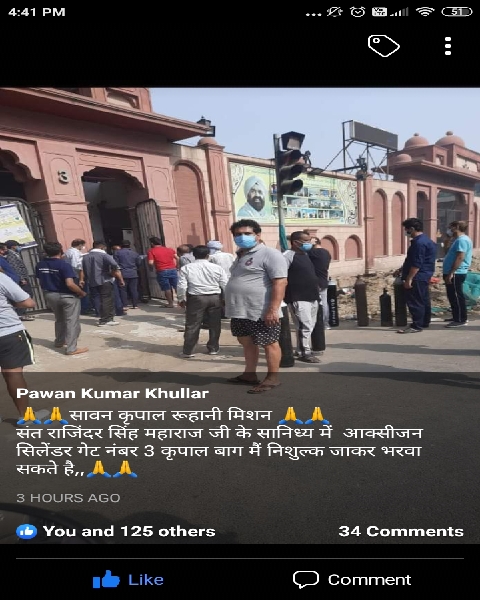 4:41 PM
51
3
Pawan Kumar Khullar
🙏🙏सावन कृपाल रूहानी मिशन 🙏🙏
संत राजिंदर सिंह महाराज जी के सानिध्य में आक्सीजन
सिलेंडर गेट नंबर 3 कृपाल बाग मैं निशुल्क जाकर भरवा
सकते है,,🙏🙏
3 HOURS AGO
You and 125 others
34 Comments
Like
Comment